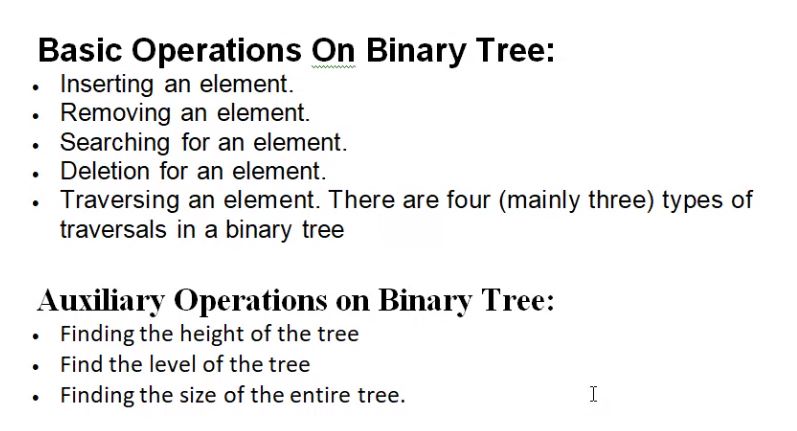 Basic Operations On Binary Tree:
• Inserting an element.
• Removing an element.
• Searching for an element.
• Deletion for an element.
• Traversing an element. There are four (mainly three) types of
traversals in a binary tree
Auxiliary Operations on Binary Tree:
• Finding the height of the tree
• Find the level of the tree
• Finding the size of the entire tree.